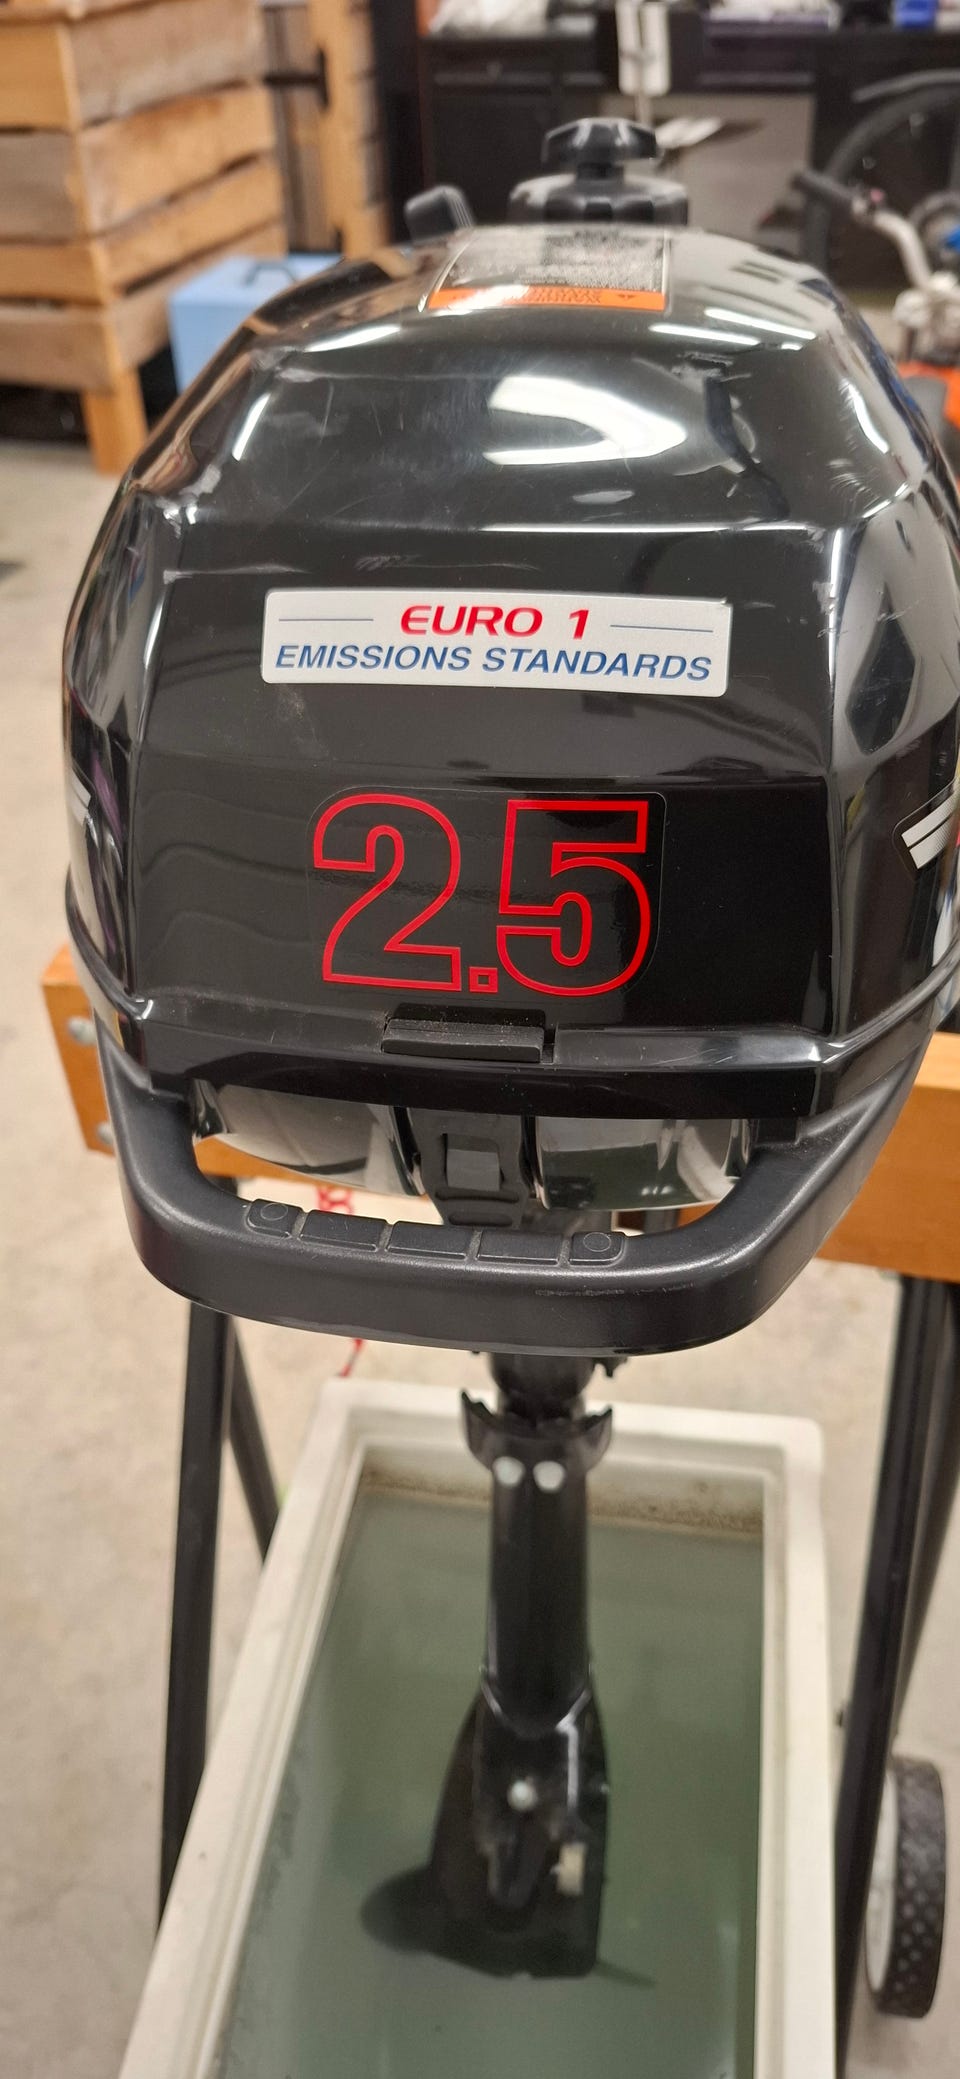 EURO 1
EMISSIONS STANDARDS
2.5